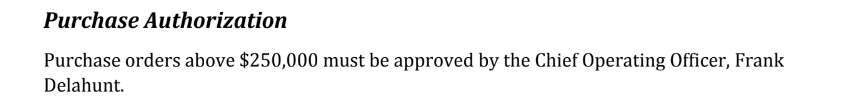 Purchase Authorization
Purchase orders above $250,000 must be approved by the Chief Operating Officer, Frank
Delahunt.